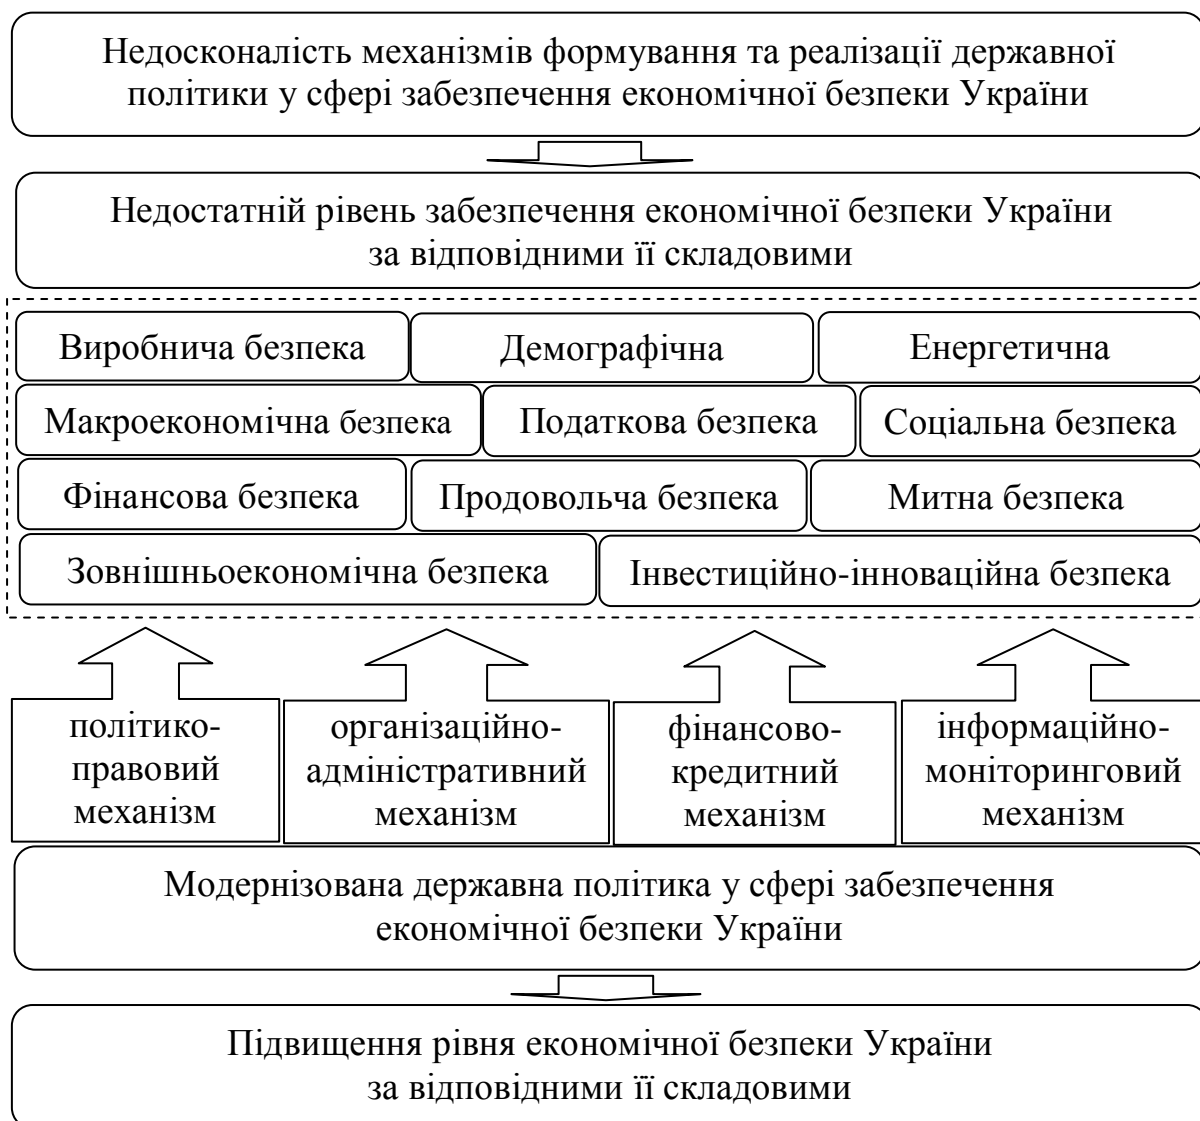 Недосконалість механізмів формування та реалізації державної
політики у сфері забезпечення економічної безпеки України
Недостатній рівень забезпечення економічної безпеки України
за відповідними її складовими
Виробнича безпека
Демографічна
Енергетична
Макроекономічна безпека
Податкова безпека
Соціальна безпека
Фінансова безпека
Продовольча безпека
Митна безпека
Зовнішньоекономічна безпека
Інвестиційно-інноваційна безпека
політико-
правовий
механізм
організаційно-
адміністративний
механізм
фінансово-
кредитний
механізм
інформаційно-
моніторинговий
механізм
Модернізована державна політика у сфері забезпечення
економічної безпеки України
Підвищення рівня економічної безпеки України
за відповідними її складовими